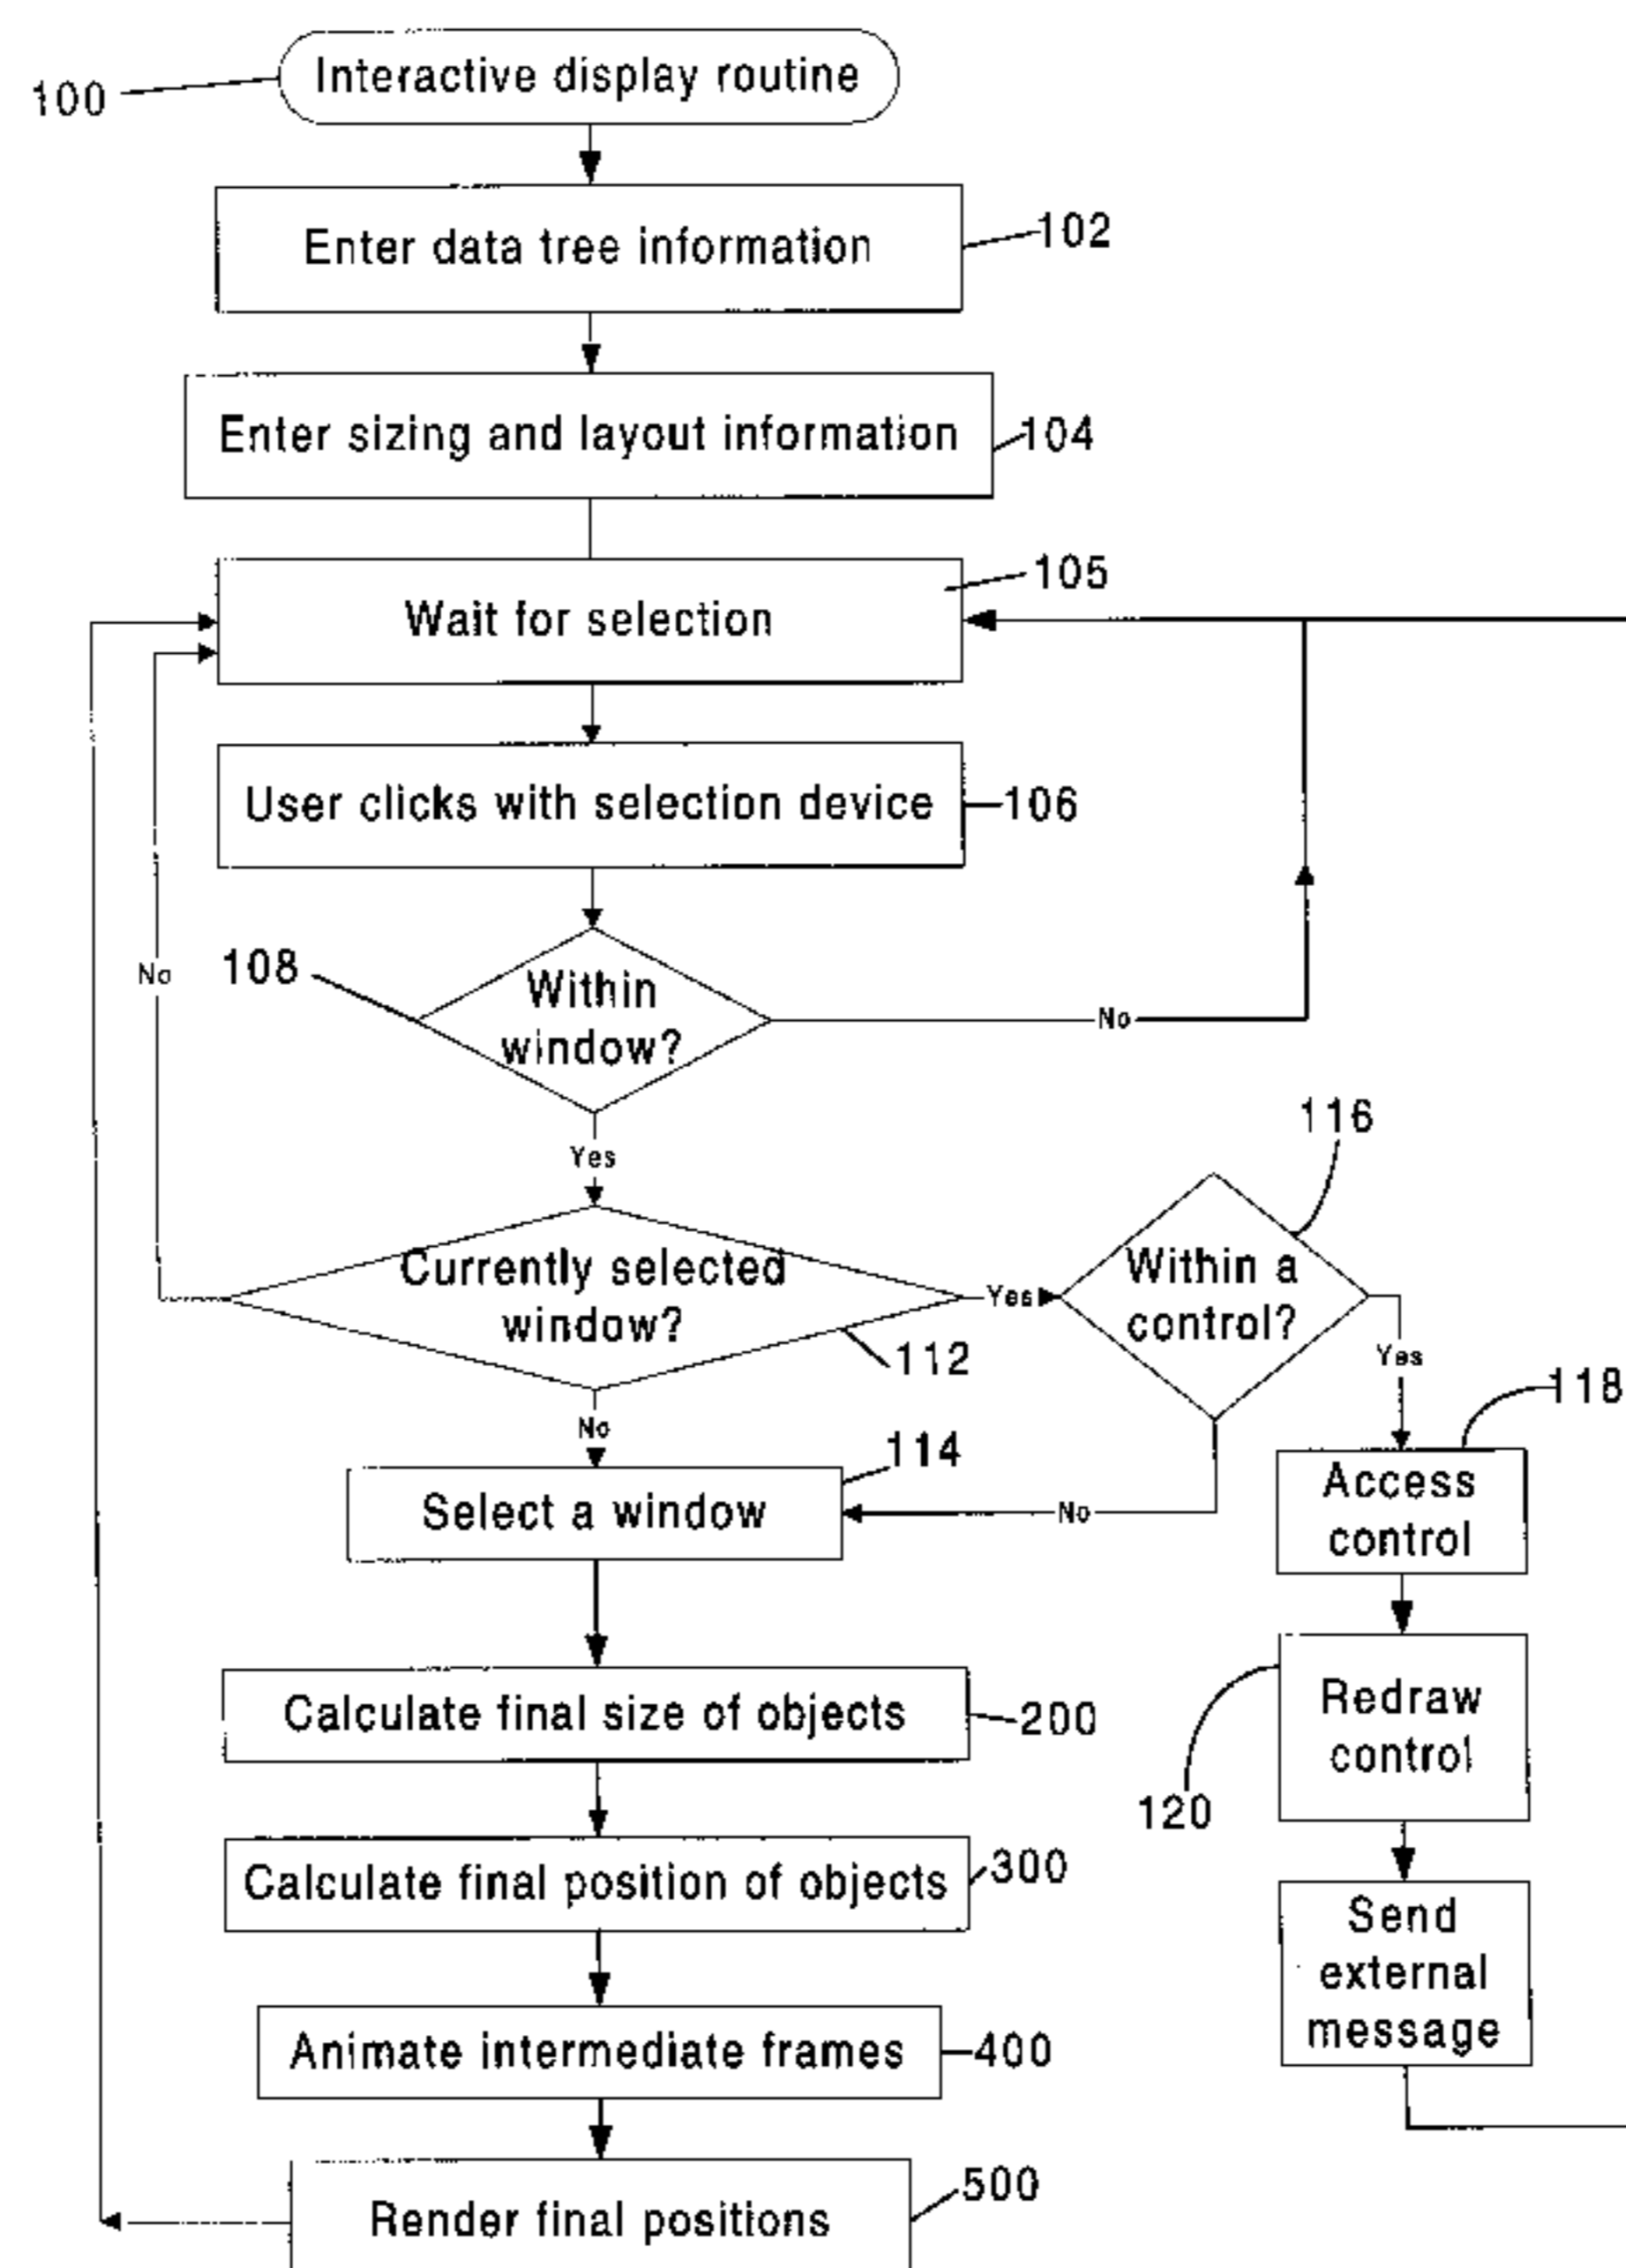 Interactive display routine
100
Enter data tree information
102
Enter sizing and layout information
104
105
Wait for selection
User clicks with selection device
106
No
108
Within
window?
No
Yes
116
Currently selected
window?
Yes
Within a
control?
112
Yes
118
No
114
Select a window
No
Access
control
Calculate final size of objects
200
Redraw
control
120
Calculate final position of objects
300
Send
external
message
Animate intermediate frames
400
500
Render final positions